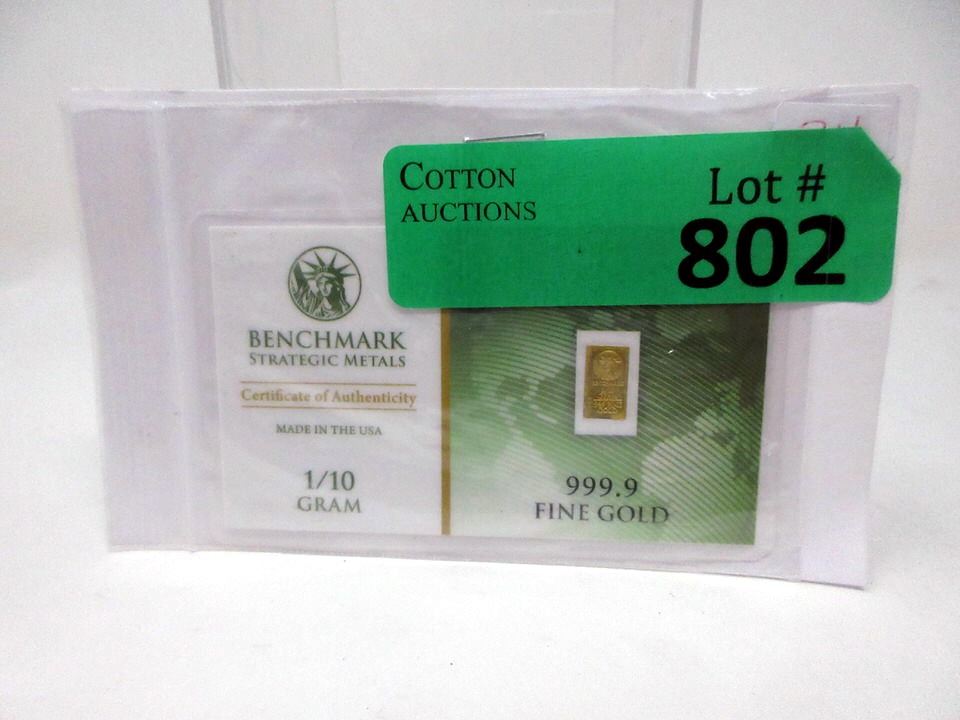 COTTON
AUCTIONS
Lot #
802
BENCHMARK
STRATEGIC METALS
Certificate of Authenticity
MADE IN THE USA
1/10
GRAM
999.9
FINE GOLD